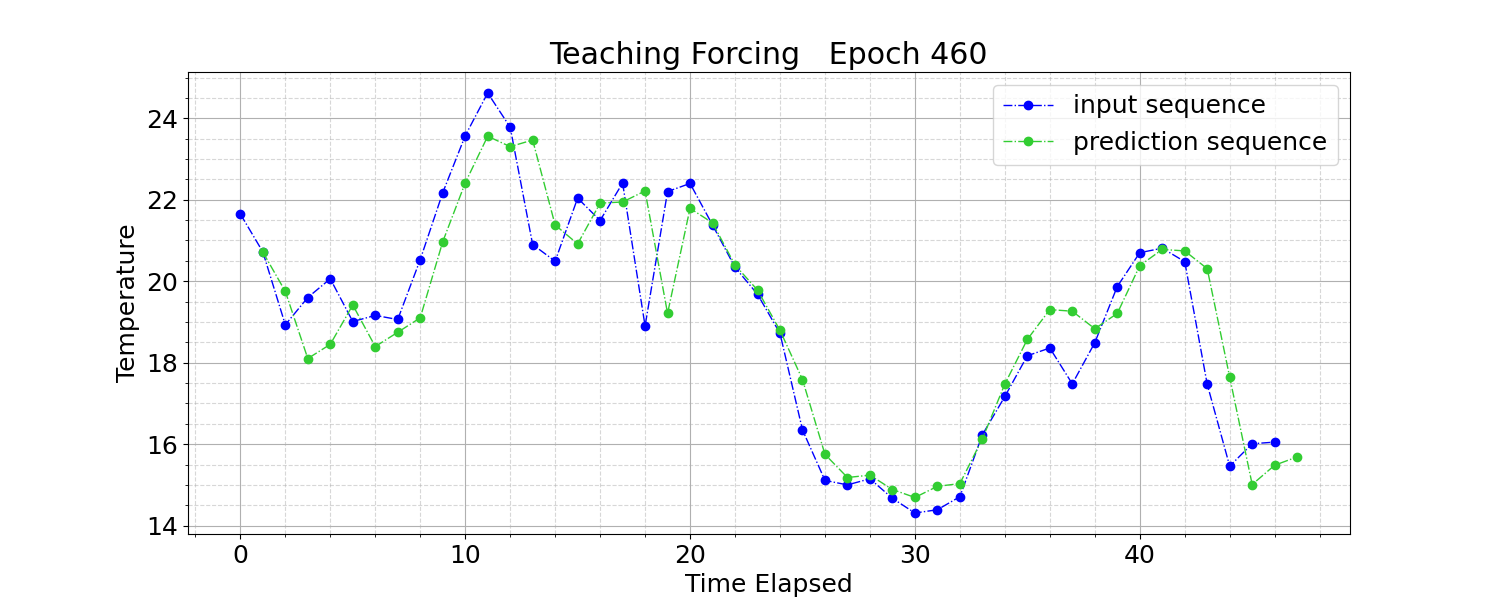 Teaching Forcing   Epoch 460
input sequence
prediction sequence
Temperature
24
22
20
18
16
14
0 10 20 30 40
Time Elapsed